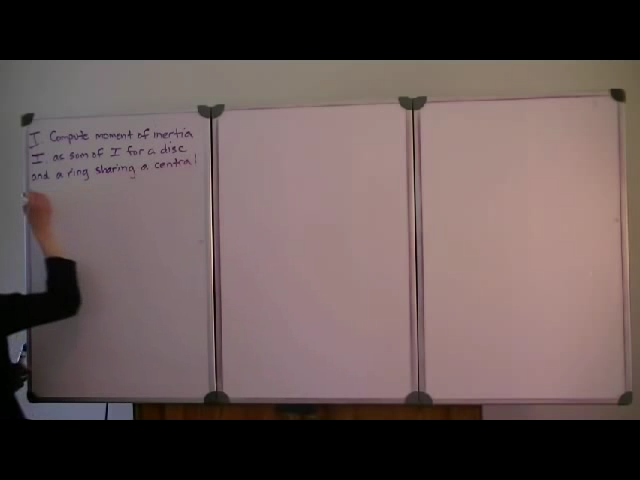 I. Compute moment of inertia
I as sum of I for a disc
and a ring sharing a central